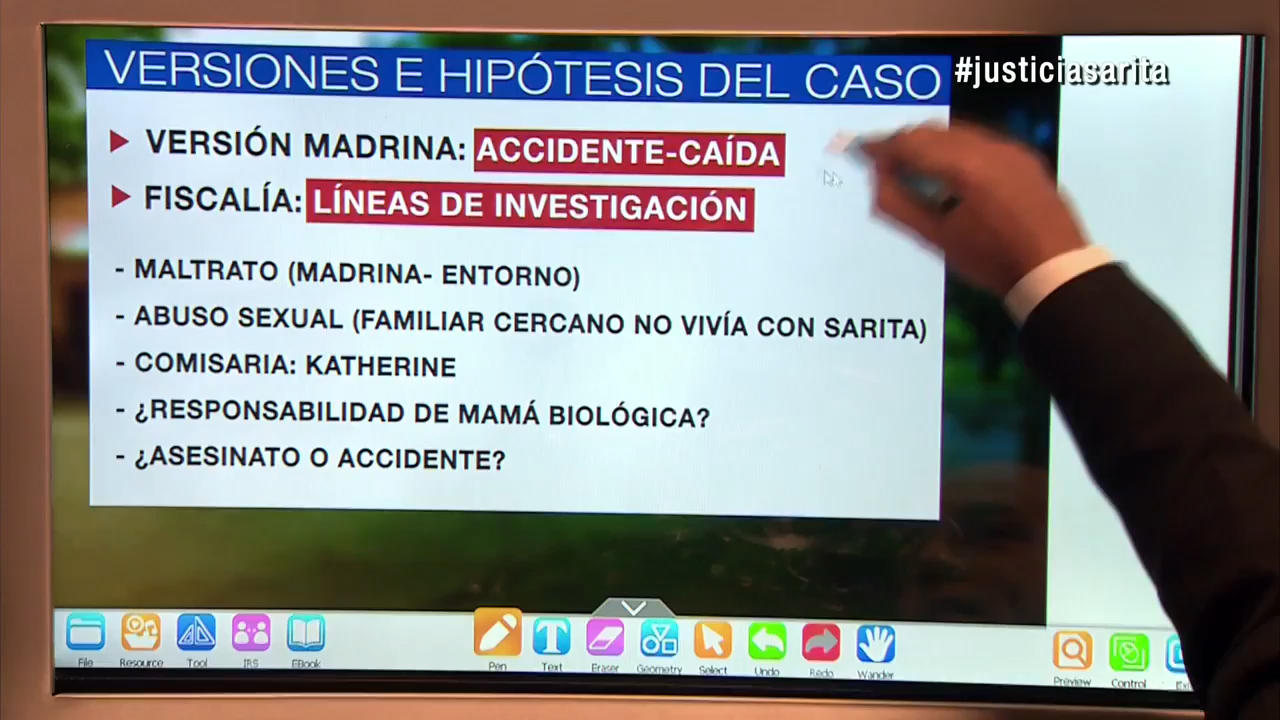 VERSIONES E HIPÓTESIS DEL CASO
#justiciasarita
VERSIÓN MADRINA: ACCIDENTE-CAÍDA
FISCALÍA: LÍNEAS DE INVESTIGACIÓN
- MALTRATO (MADRINA- ENTORNO)
- ABUSO SEXUAL (FAMILIAR CERCANO NO VIVÍA CON SARITA)
- COMISARIA: KATHERINE
- ¿RESPONSABILIDAD DE MAMÁ BIOLÓGICA?
- ¿ASESINATO O ACCIDENTE?
File Resource Tool IRS EBook Pen Text Eraser Geometry Select Undo Redo Wander Preview Control